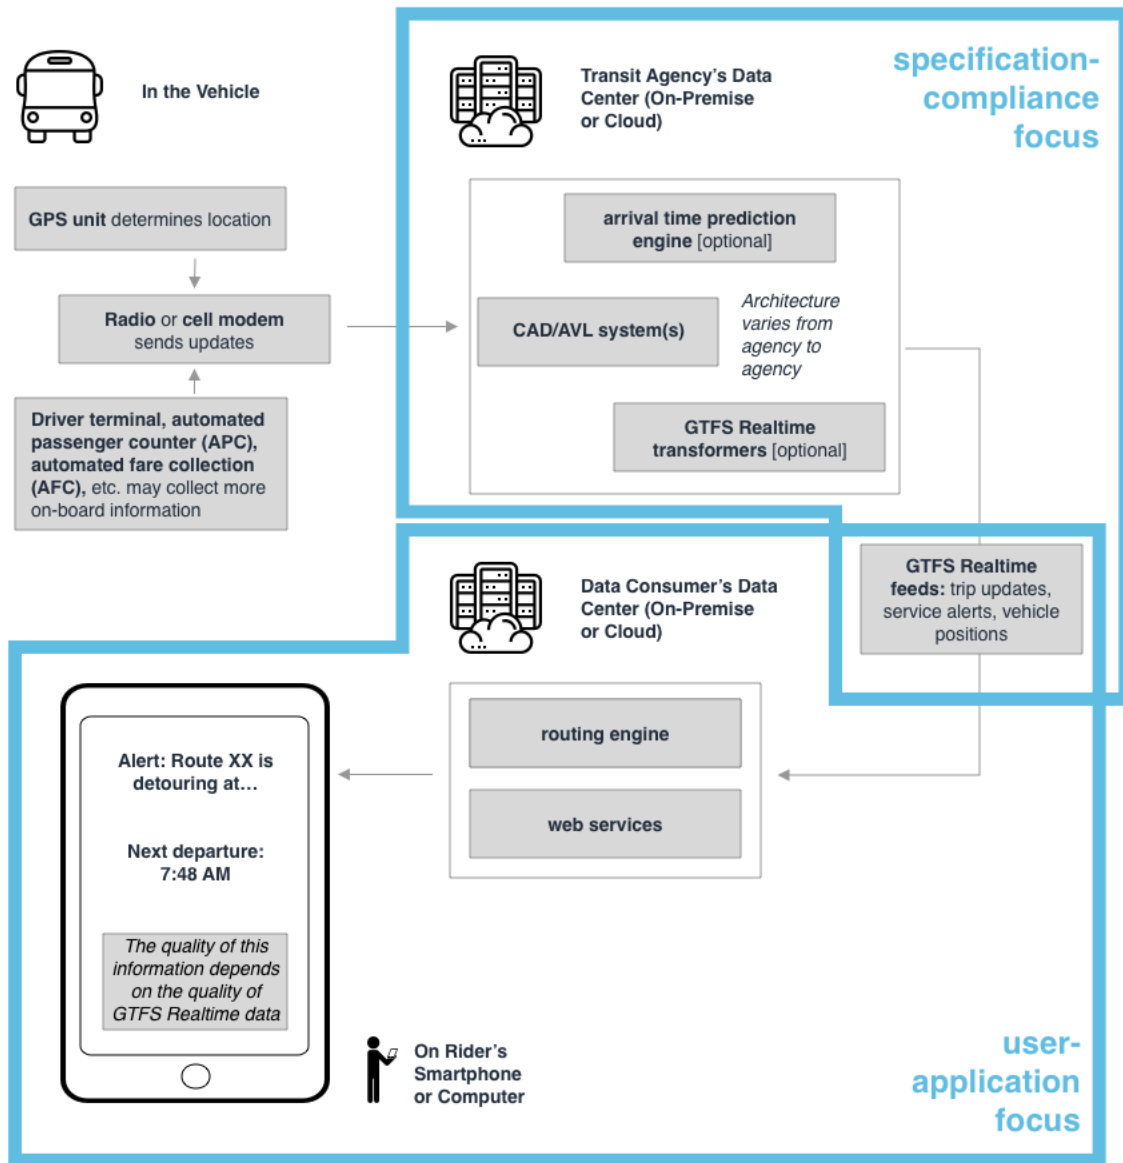 In the Vehicle
Transit Agency's Data
Center (On-Premise
or Cloud)
specification-
compliance
focus
GPS unit determines location
Radio or cell modem
sends updates
Driver terminal, automated
passenger counter (APC),
automated fare collection
(AFC), etc. may collect more
on-board information
arrival time prediction
engine [optional]
CAD/AVL system(s)
Architecture
varies from
agency to
agency
GTFS Realtime
transformers [optional]
GTFS Realtime
feeds: trip updates,
service alerts, vehicle
positions
Data Consumer's Data
Center (On-Premise
or Cloud)
routing engine
web services
Alert: Route XX is
detouring at…
Next departure:
7:48 AM
The quality of this
information depends
on the quality of
GTFS Realtime data
On Rider's
Smartphone
or Computer
user-
application
focus